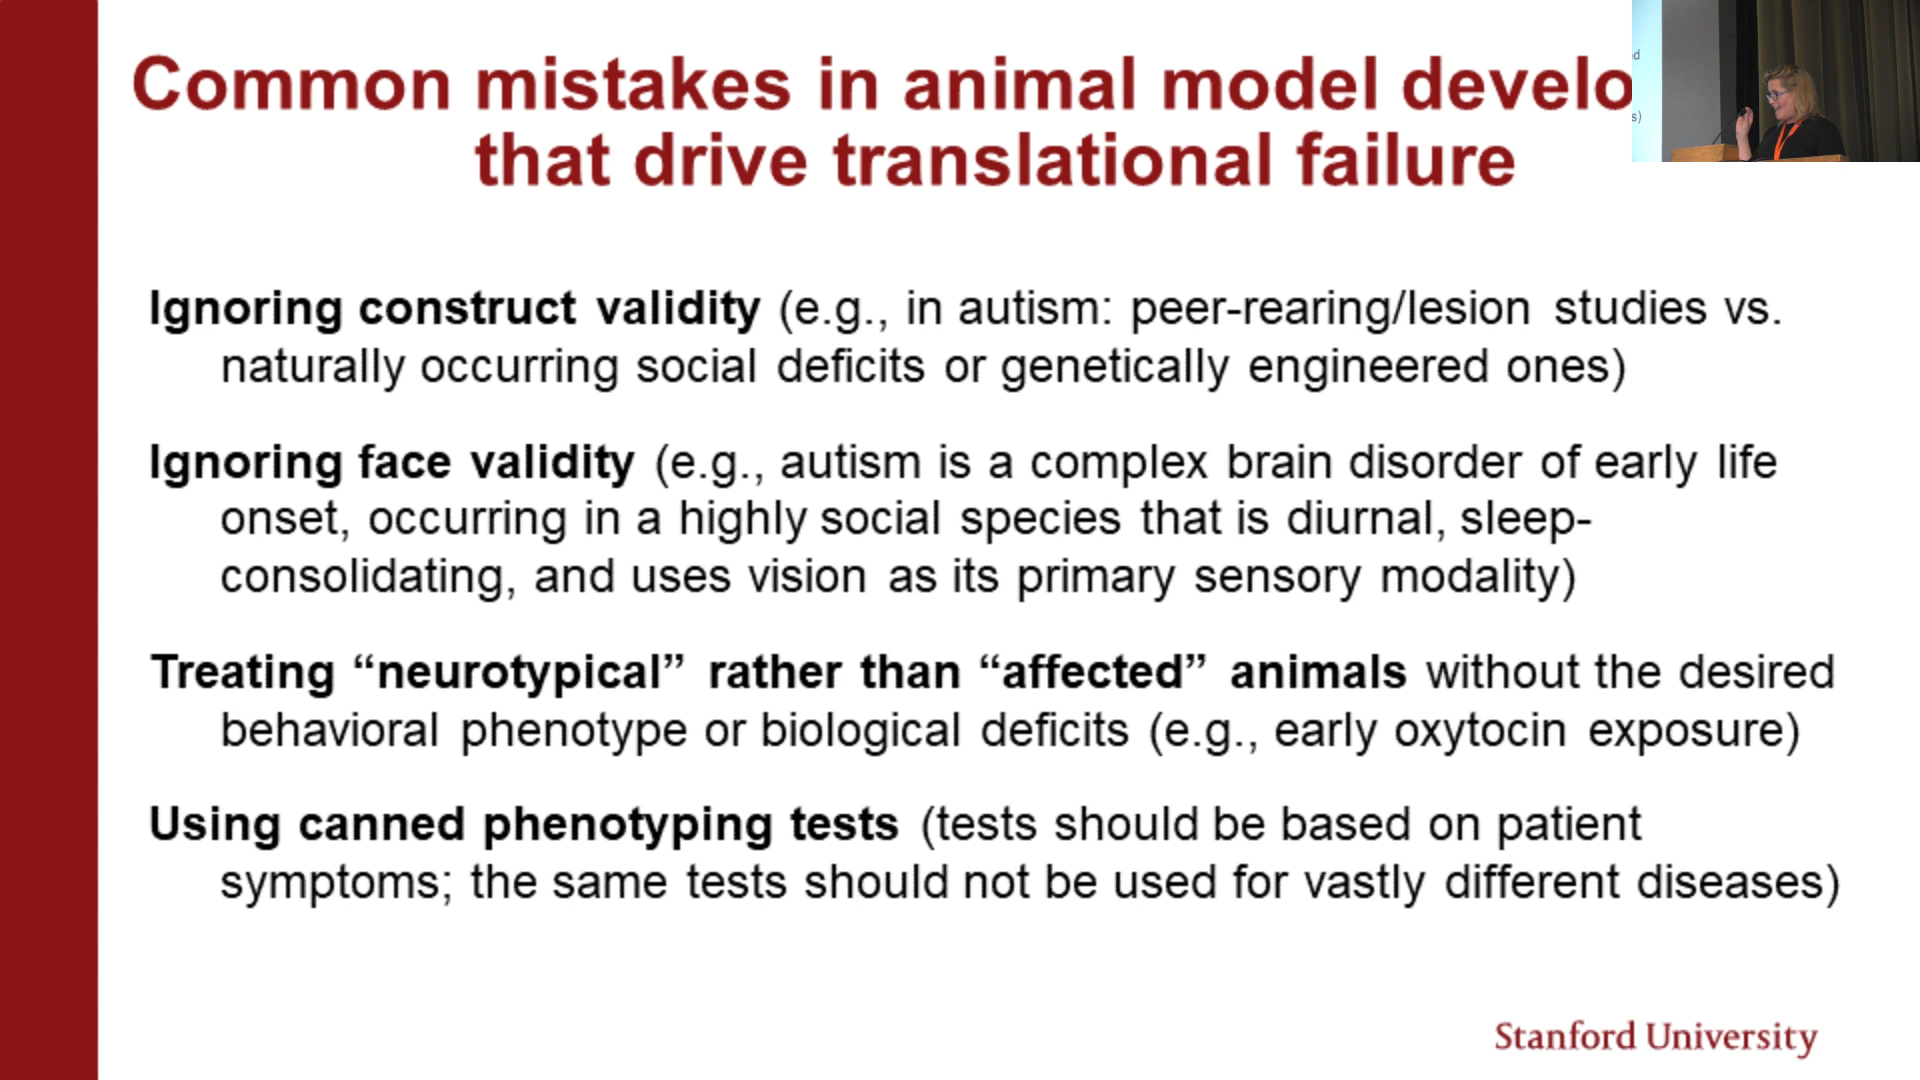 Common mistakes in animal model develo
that drive translational failure
Ignoring construct validity (e.g., in autism: peer-rearing/lesion studies vs.
naturally occurring social deficits or genetically engineered ones)
Ignoring face validity (e.g., autism is a complex brain disorder of early life
onset, occurring in a highly social species that is diurnal, sleep-
consolidating, and uses vision as its primary sensory modality)
Treating “neurotypical” rather than “affected” animals without the desired
behavioral phenotype or biological deficits (e.g., early oxytocin exposure)
Using canned phenotyping tests (tests should be based on patient
symptoms; the same tests should not be used for vastly different diseases)
Stanford University